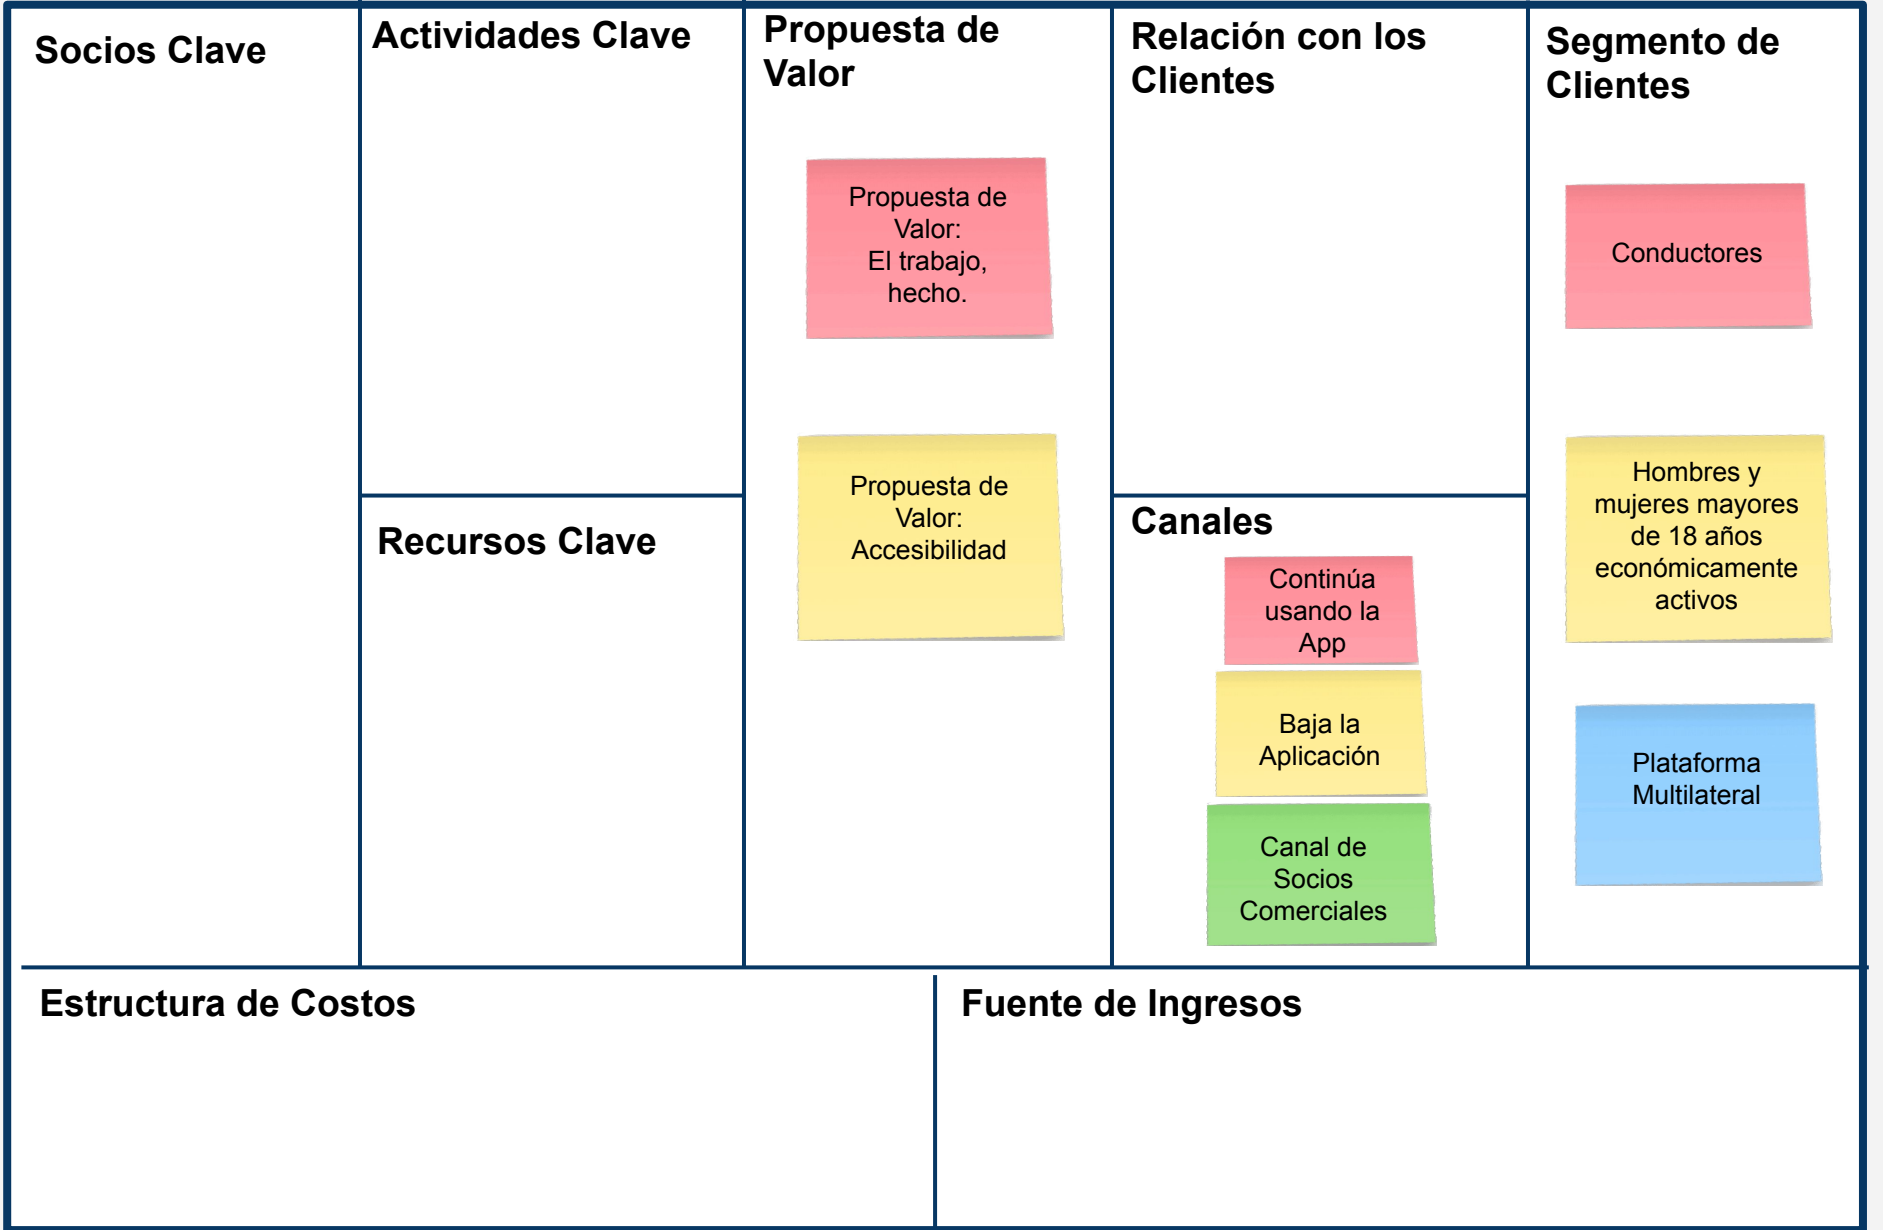 Socios Clave
Actividades Clave
Recursos Clave
Propuesta de
Valor
Propuesta de
Valor:
El trabajo,
hecho.
Propuesta de
Valor:
Accesibilidad
Relación con los
Clientes
Canales
Continúa
usando la
App
Baja la
Aplicación
Canal de
Socios
Comerciales
Segmento de
Clientes
Conductores
Hombres y
mujeres mayores
de 18 años
económicamente
activos
Plataforma
Multilateral
Estructura de Costos
Fuente de Ingresos